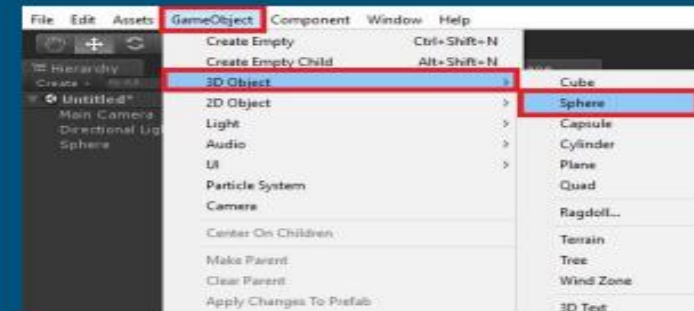 File Edit Assets GameObject Component Window Help
Create Empty Ctrl+Shift+N
Create Empty Child Alt+Shift+N
Hierarchy
3D Object
Cube
Create
2D Object
Sphere
Untitled*
Light
Capsule
Main Camera
Audio
Cylinder
Directional Lig
UI
Plane
Sphere
Particle System
Quad
Camera
Ragdoll...
Center On Children
Terrain
Make Parent
Tree
Clear Parent
Wind Zone
Apply Changes To Prefab
3D Text